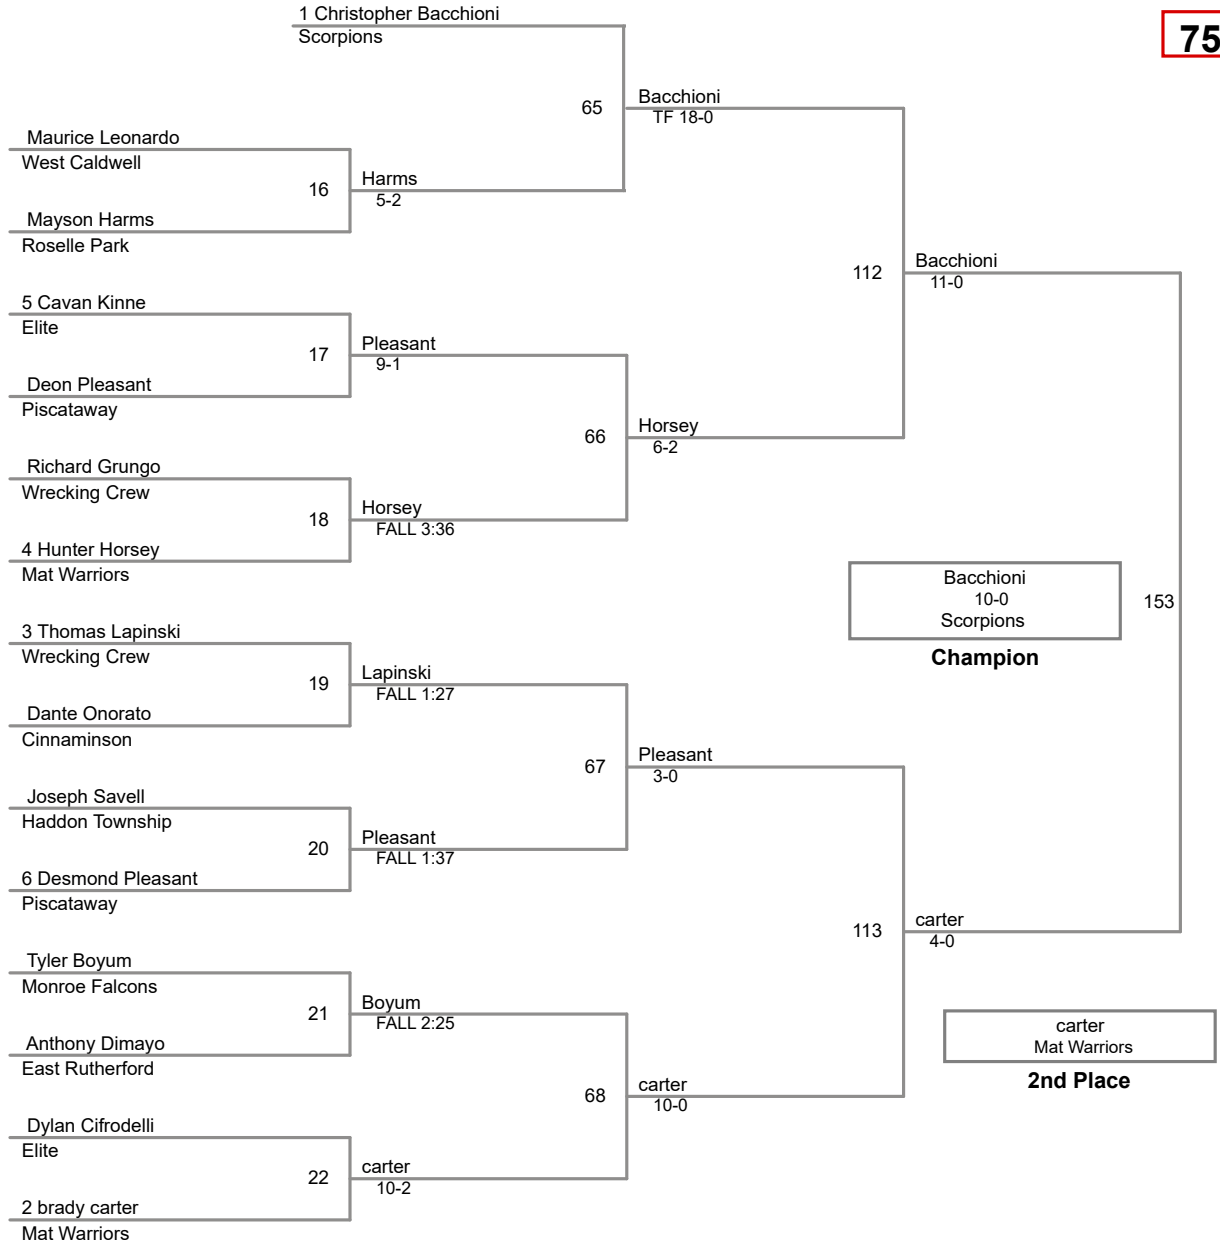 1 Christopher Bacchioni
Scorpions
75
65
Bacchioni
TF 18-0
Maurice Leonardo
West Caldwell
16
Harms
5-2
Mayson Harms
Roselle Park
112
Bacchioni
11-0
5 Cavan Kinne
Elite
17
Pleasant
9-1
Deon Pleasant
Piscataway
66
Horsey
6-2
Richard Grungo
Wrecking Crew
18
Horsey
FALL 3:36
4 Hunter Horsey
Mat Warriors
Bacchioni
10-0
Scorpions
153
Champion
3 Thomas Lapinski
Wrecking Crew
19
Lapinski
FALL 1:27
Dante Onorato
Cinnaminson
67
Pleasant
3-0
Joseph Savell
Haddon Township
20
Pleasant
FALL 1:37
6 Desmond Pleasant
Piscataway
113
carter
4-0
Tyler Boyum
Monroe Falcons
21
Boyum
FALL 2:25
Anthony Dimayo
East Rutherford
carter
Mat Warriors
2nd Place
68
carter
10-0
Dylan Cifrodelli
Elite
22
carter
10-2
2 brady carter
Mat Warriors